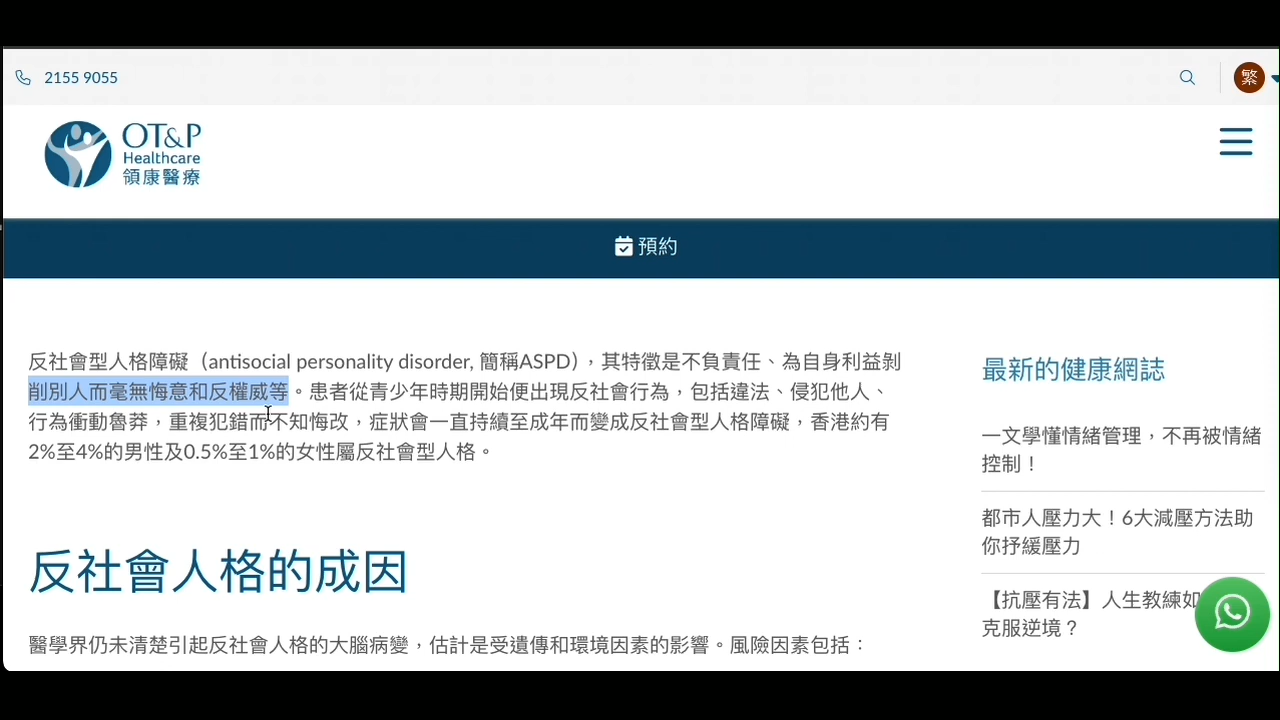 2155 9055
繁
OT&P
Healthcare
領康醫療
預約
反社會型人格障礙（antisocial personality disorder, 簡稱ASPD），其特徵是不負責任、為自身利益剝
削別人而毫無悔意和反權威等。患者從青少年時期開始便出現反社會行為，包括違法、侵犯他人、
行為衝動魯莽，重複犯錯而不知悔改，症狀會一直持續至成年而變成反社會型人格障礙，香港約有
2%至4%的男性及0.5%至1%的女性屬反社會型人格。
反社會人格的成因
醫學界仍未清楚引起反社會人格的大腦病變，估計是受遺傳和環境因素的影響。風險因素包括：
最新的健康網誌
一文學懂情緒管理，不再被情緒
控制！
都市人壓力大！6大減壓方法助
你抒緩壓力
【抗壓有法】人生教練如
克服逆境？